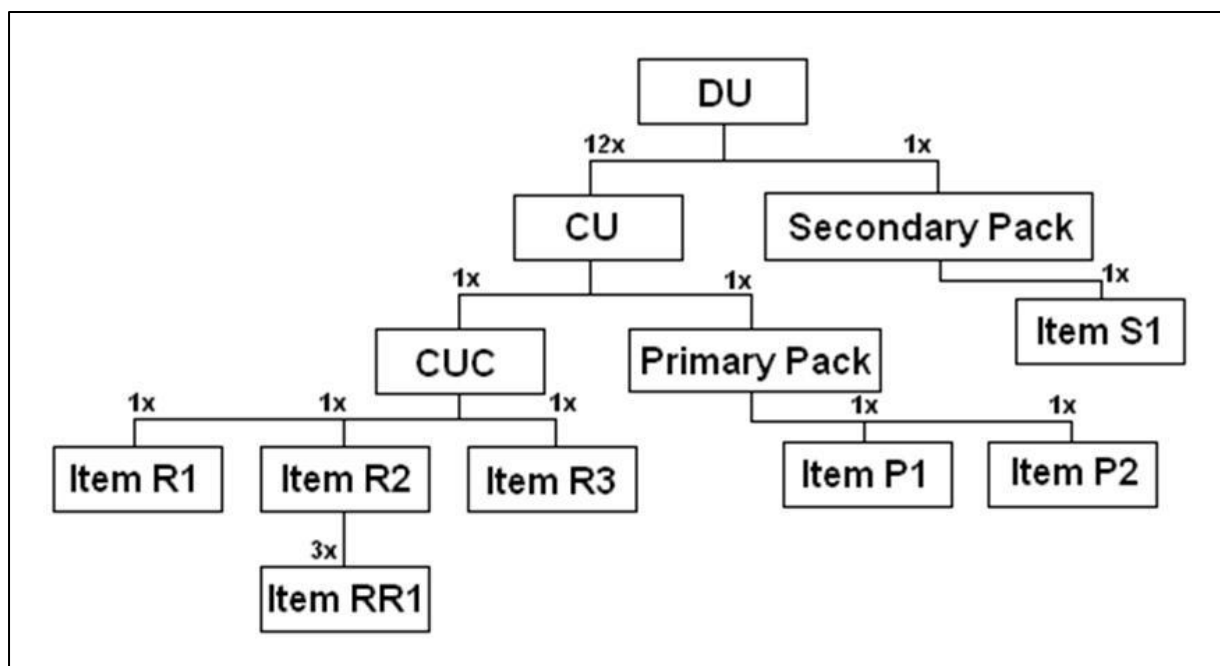 DU
12x
1x
CU
Secondary Pack
1x
1x
1x
Item S1
CUC
Primary Pack
1x
1x
1x
1x
1x
Item R1
Item R2
Item R3
Item P1
Item P2
3x
Item RR1